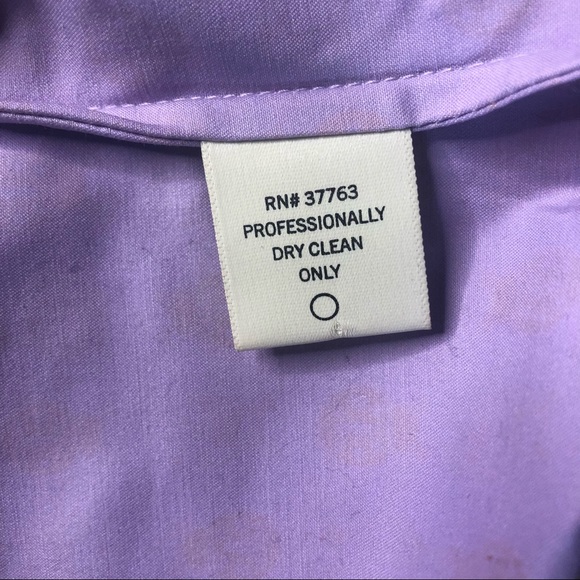 RN# 37763
PROFESSIONALLY
DRY CLEAN
ONLY